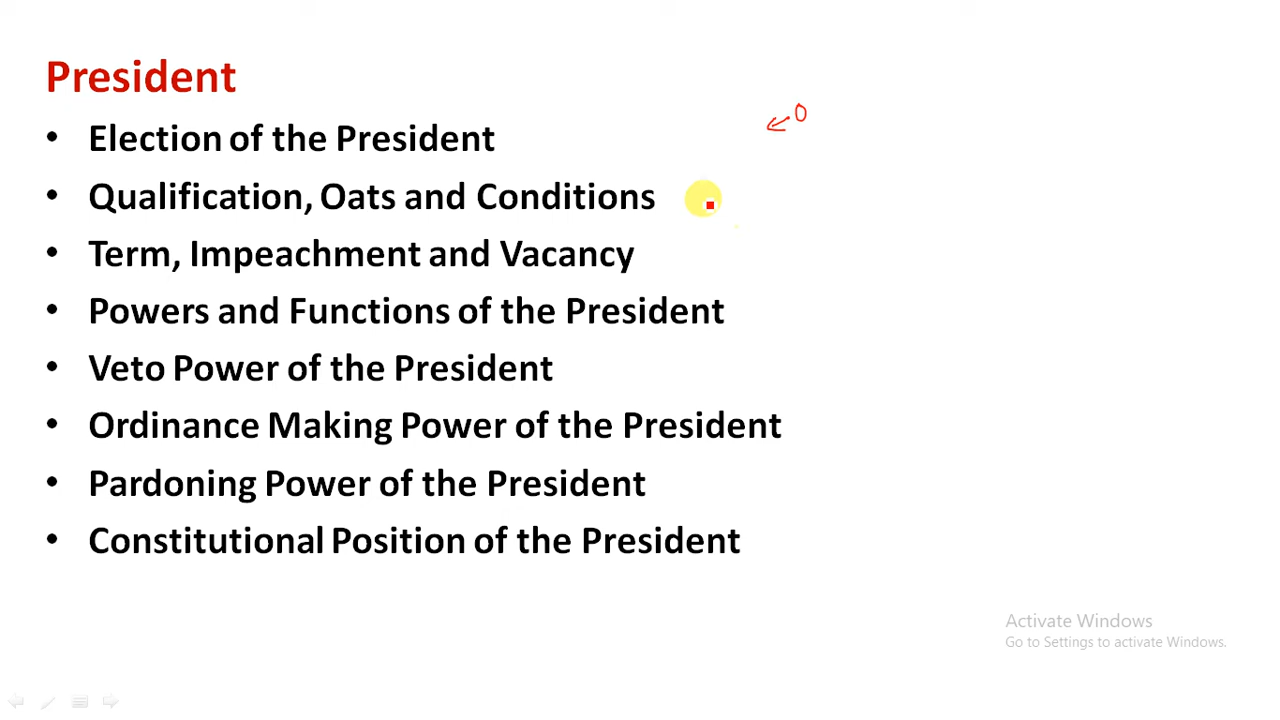 President
• Election of the President
• Qualification, Oats and Conditions
• Term, Impeachment and Vacancy
• Powers and Functions of the President
• Veto Power of the President
• Ordinance Making Power of the President
• Pardoning Power of the President
• Constitutional Position of the President
Activate Windows
Go to Settings to activate Windows.